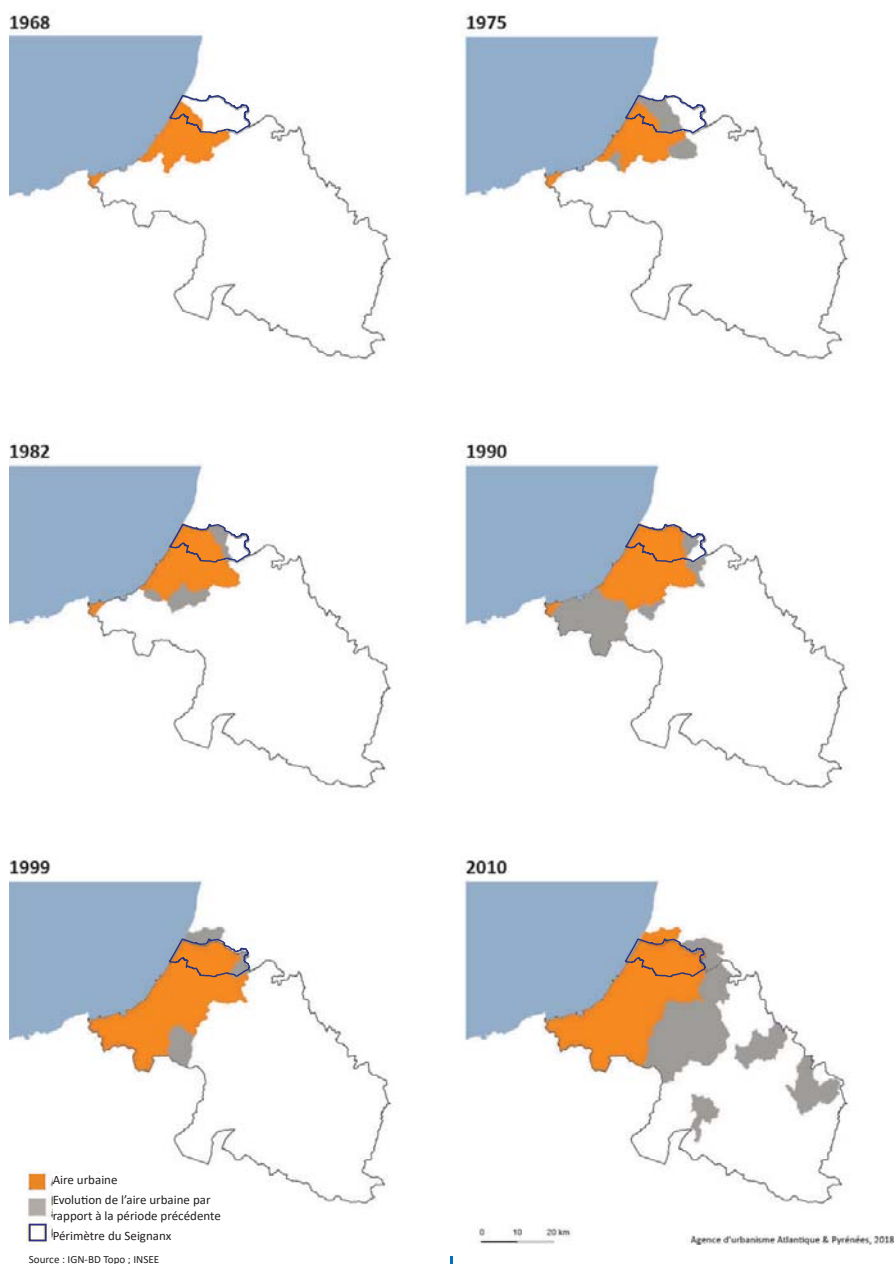 1968
1975
1982
1990
1999
2010
Aire urbaine
Evolution de l'aire urbaine par
rapport à la période précédente
Périmètre du Seignanx
Source : IGN-BD Topo ; INSEE
0 10 20 km
Agence d'urbanisme Atlantique & Pyrénées, 2018